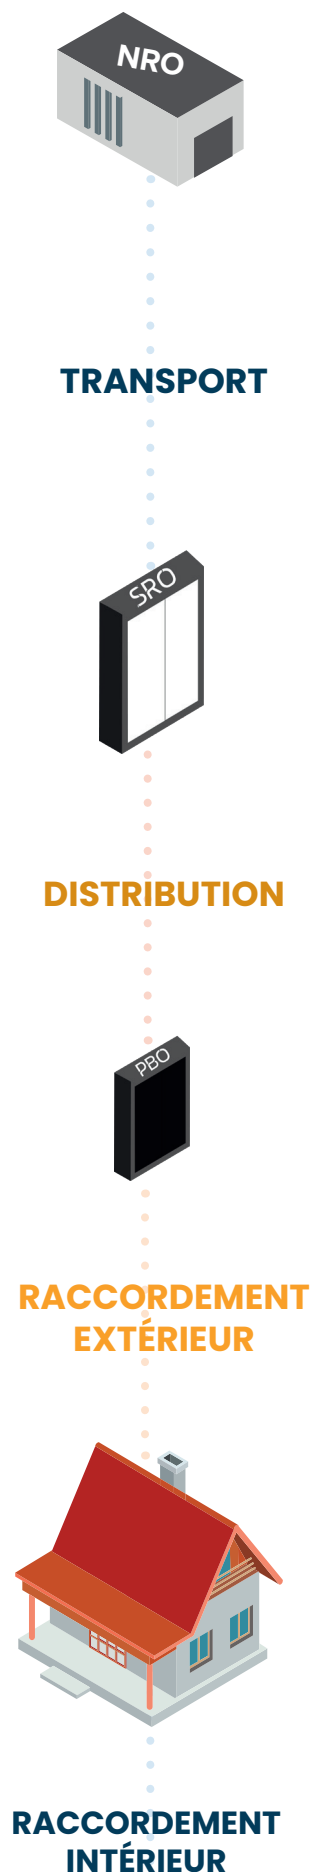 NRO
TRANSPORT
SRO
DISTRIBUTION
PBO
RACCORDEMENT
EXTÉRIEUR
RACCORDEMENT
INTÉRIEUR